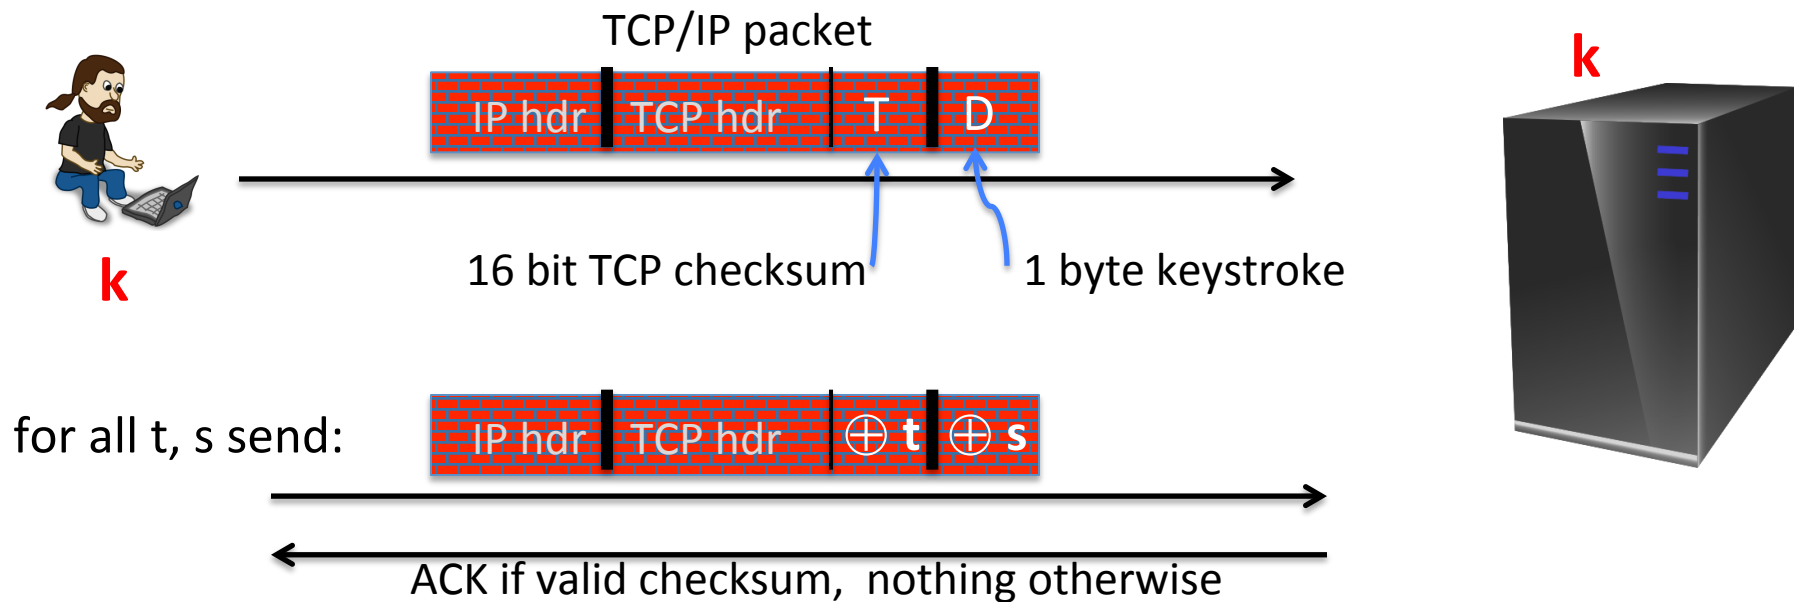 TCP/IP packet
k
IP hdr TCP hdr T D
16 bit TCP checksum 1 byte keystroke
k
for all t, s send: IP hdr TCP hdr ⊕ t ⊕ s
ACK if valid checksum, nothing otherwise